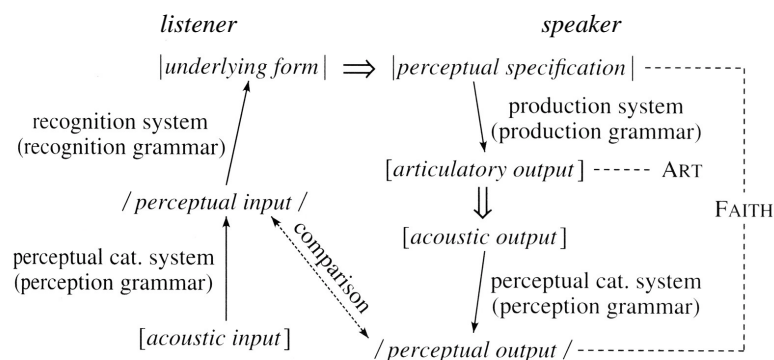 listener speaker
|underlying form| ⇒ |perceptual specification|
production system
(production grammar)
recognition system
(recognition grammar)
[articulatory output] ART
/perceptual input/
FAITH
[acoustic output]
comparison
perceptual cat. system
(perception grammar)
perceptual cat. system
(perception grammar)
[acoustic input]
/perceptual output/